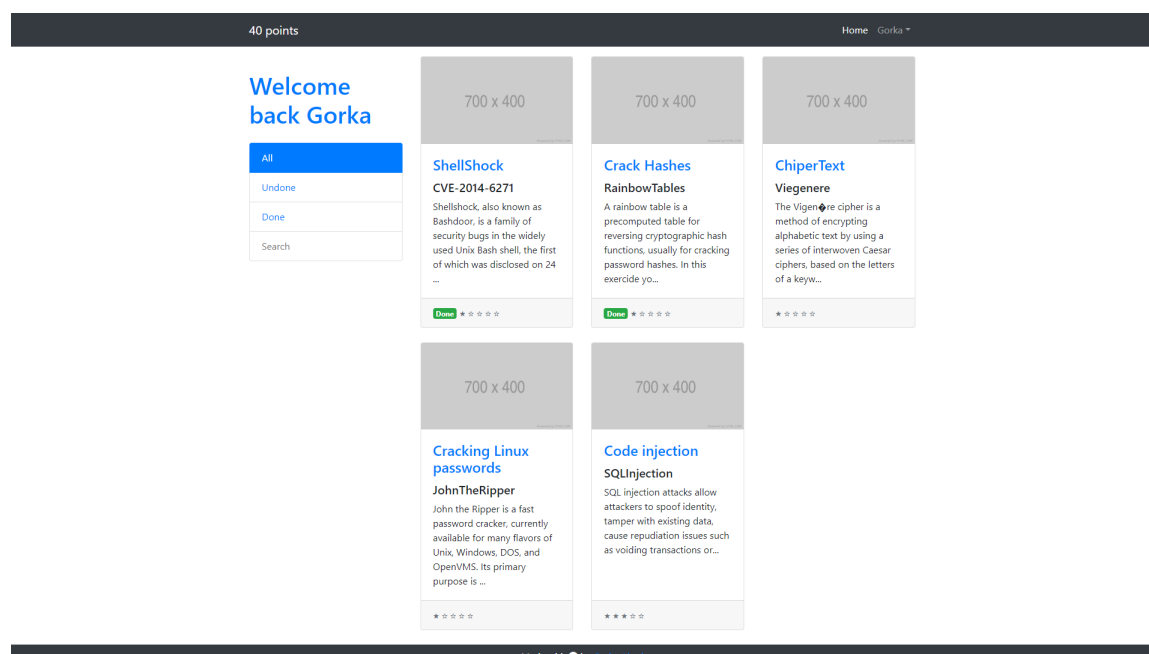 40 points
Home Gorka
Welcome
back Gorka
All
Undone
Done
Search
700 x 400
ShellShock
CVE-2014-6271
Shellshock, also known as
Bashdoor, is a family of
security bugs in the widely
used Unix Bash shell, the first
of which was disclosed on 24
...
Done ★ ☆ ☆ ☆ ☆
700 x 400
Crack Hashes
RainbowTables
A rainbow table is a
precomputed table for
reversing cryptographic hash
functions, usually for cracking
password hashes. In this
exercide yo...
Done ★ ☆ ☆ ☆ ☆
700 x 400
ChiperText
Viegenere
The Vigen�re cipher is a
method of encrypting
alphabetic text by using a
series of interwoven Caesar
ciphers, based on the letters
of a keyw...
★ ☆ ☆ ☆ ☆
700 x 400
Cracking Linux
passwords
JohnTheRipper
John the Ripper is a fast
password cracker, currently
available for many flavors of
Unix, Windows, DOS, and
OpenVMS. Its primary
purpose is ...
★ ☆ ☆ ☆ ☆
700 x 400
Code injection
SQLInjection
SQL injection attacks allow
attackers to spoof identity,
tamper with existing data,
cause repudiation issues such
as voiding transactions or...
★ ★ ★ ☆ ☆